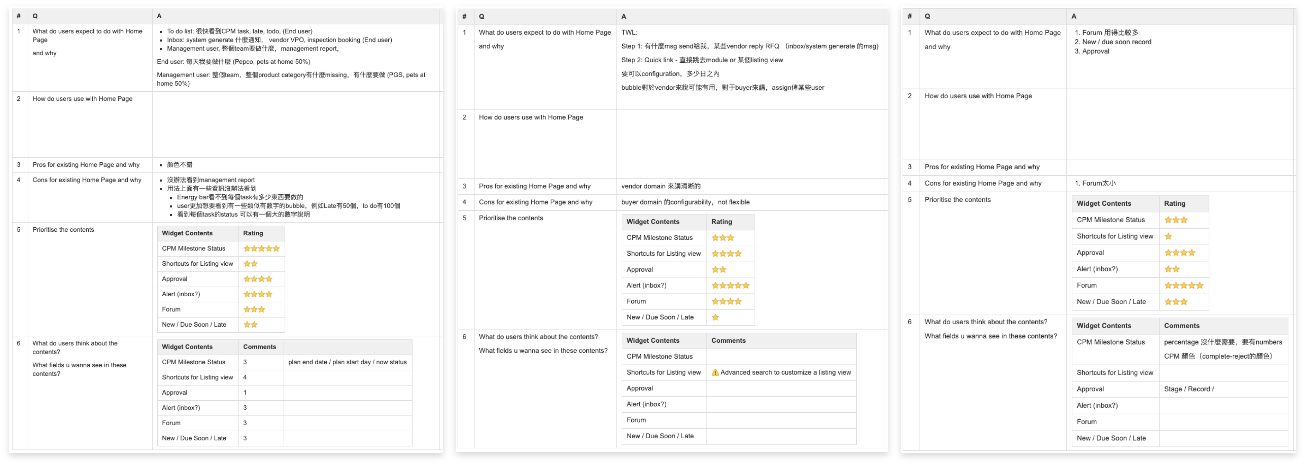 # Q A
1 What do users expect to do with Home Page
and why
• To do list: 很快看到CPM task, late, todo, (End user)
• Inbox: system generate 什麼通知, vendor VPO, inspection booking (End user)
• Management user, 整個team要做什麼, management report,
End user: 每天我要做什麼 (Pepco, pets at home 50%)
Management user: 整個team, 整個product category有什麼missing, 有什麼要做 (PGS, pets at home 50%)
2 How do users use with Home Page
3 Pros for existing Home Page and why
• 顏色不錯
4 Cons for existing Home Page and why
• 沒辦法看到management report
• 用法上面有一些資訊沒辦法看到
• Energy bar看不到每個task有多少東西要做的
• user更加想要看到有一些類似有數字的bubble, 例如Late有50個, to do有100個
• 看到每個task的status 可以有一個大的數字說明
5 Prioritise the contents
Widget Contents Rating
CPM Milestone Status ⭐⭐⭐⭐⭐
Shortcuts for Listing view ⭐⭐
Approval ⭐⭐⭐⭐
Alert (inbox?) ⭐⭐⭐⭐
Forum ⭐⭐⭐
New / Due Soon / Late ⭐⭐
6 What do users think about the contents?
What fields u wanna see in these contents?
Widget Contents Comments
CPM Milestone Status 3 plan end date / plan start day / now status
Shortcuts for Listing view 4
Approval 1
Alert (inbox?) 3
Forum 3
New / Due Soon / Late 3
# Q A
1 What do users expect to do with Home Page
and why
TWL:
Step 1: 有什麼msg send給我, 某些vendor reply RFQ. (inbox/system generate 的msg)
Step 2: Quick link - 直接跳去module or 某個listing view
要可以configuration, 多少日之內
bubble對於vendor來說可能有用, 對于buyer來講, assign俾某些user
2 How do users use with Home Page
3 Pros for existing Home Page and why
vendor domain 來講清晰的
4 Cons for existing Home Page and why
buyer domain 的configurability, not flexible.
5 Prioritise the contents
Widget Contents Rating
CPM Milestone Status ⭐⭐⭐
Shortcuts for Listing view ⭐⭐⭐⭐
Approval ⭐⭐
Alert (inbox?) ⭐⭐⭐⭐⭐
Forum ⭐⭐⭐⭐
New / Due Soon / Late ⭐
6 What do users think about the contents?
What fields u wanna see in these contents?
Widget Contents Comments
CPM Milestone Status
Shortcuts for Listing view ⚠️ Advanced search to customize a listing view
Approval
Alert (inbox?)
Forum
New / Due Soon / Late
# Q A
1 What do users expect to do with Home Page
and why
1. Forum 用得比較多
2. New / due soon record
3. Approval
2 How do users use with Home Page
3 Pros for existing Home Page and why
4 Cons for existing Home Page and why
1. Forum太小
5 Prioritise the contents
Widget Contents Rating
CPM Milestone Status ⭐⭐⭐
Shortcuts for Listing view ⭐
Approval ⭐⭐⭐⭐
Alert (inbox?) ⭐⭐
Forum ⭐⭐⭐⭐⭐
New / Due Soon / Late ⭐⭐⭐
6 What do users think about the contents?
What fields u wanna see in these contents?
Widget Contents Comments
CPM Milestone Status percentage 沒什麼需要, 要有numbers
CPM 顏色 (complete-reject的顏色)
Shortcuts for Listing view
Approval Stage / Record /
Alert (inbox?)
Forum
New / Due Soon / Late